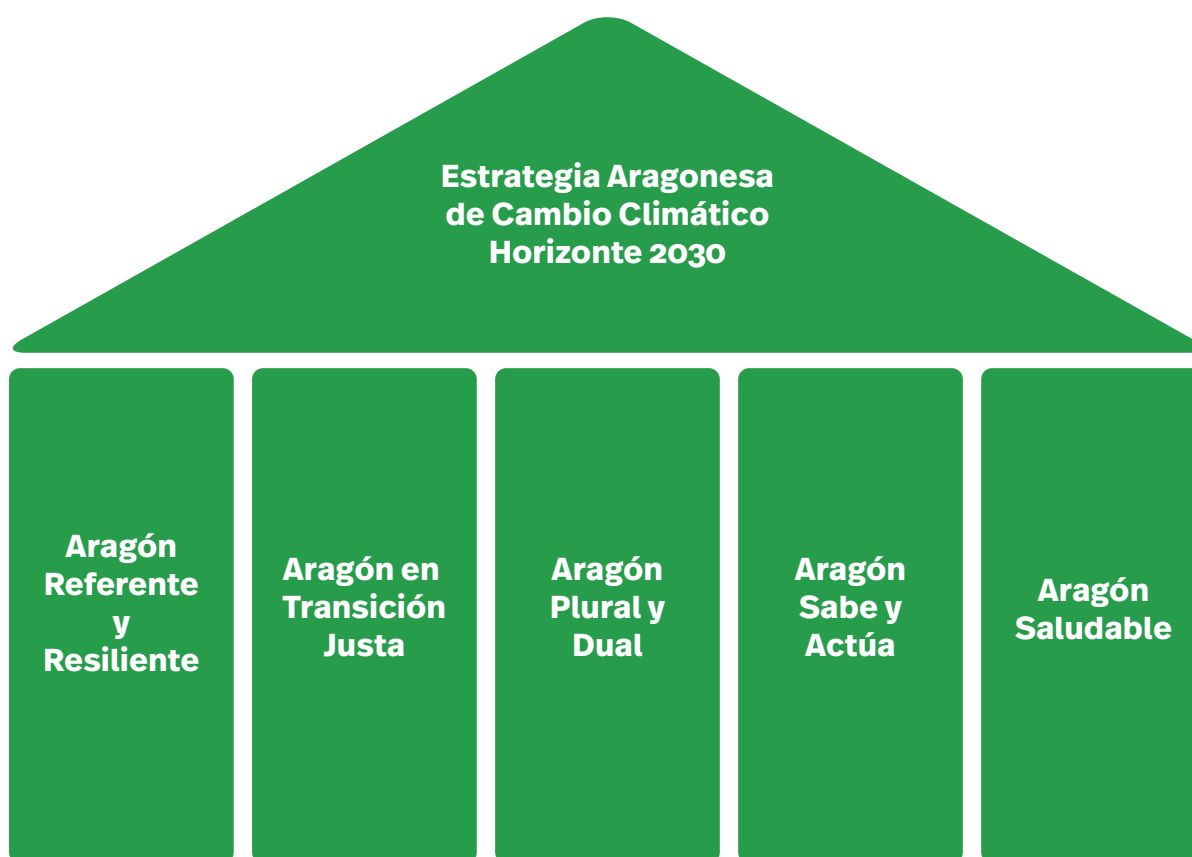 Estrategia Aragonesa
de Cambio Climático
Horizonte 2030
Aragón
Referente
y
Resiliente
Aragón en
Transición
Justa
Aragón
Plural y
Dual
Aragón
Sabe y
Actúa
Aragón
Saludable